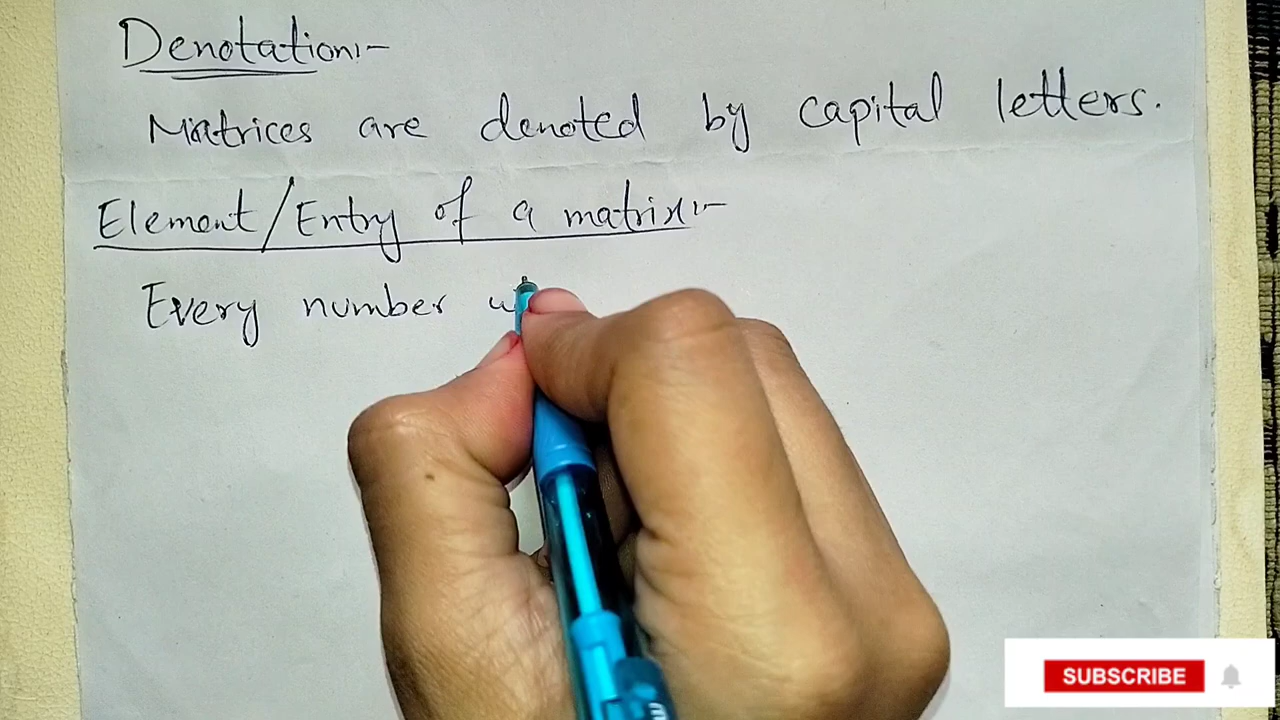 Denotation:-
Matrices are denoted by capital letters.
Element/Entry of a matrix:-
Every number
SUBSCRIBE